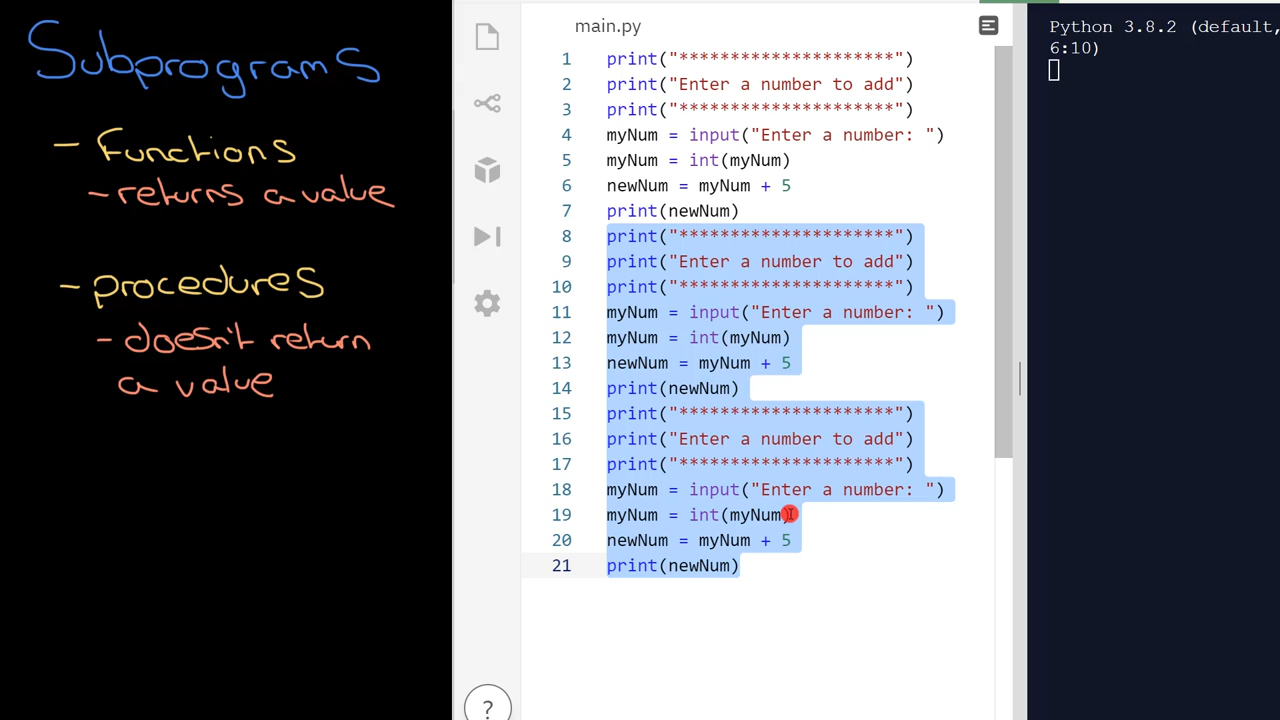 Subprograms
- Functions
- returns a value
- procedures
- doesn't return
a value
main.py
1 print("*********************")
2 print("Enter a number to add")
3 print("*********************")
4 myNum = input("Enter a number: ")
5 myNum = int(myNum)
6 newNum = myNum + 5
7 print(newNum)
8 print("*********************")
9 print("Enter a number to add")
10 print("*********************")
11 myNum = input("Enter a number: ")
12 myNum = int(myNum)
13 newNum = myNum + 5
14 print(newNum)
15 print("*********************")
16 print("Enter a number to add")
17 print("*********************")
18 myNum = input("Enter a number: ")
19 myNum = int(myNum)
20 newNum = myNum + 5
21 print(newNum)
?
Python 3.8.2 (default,
6:10)